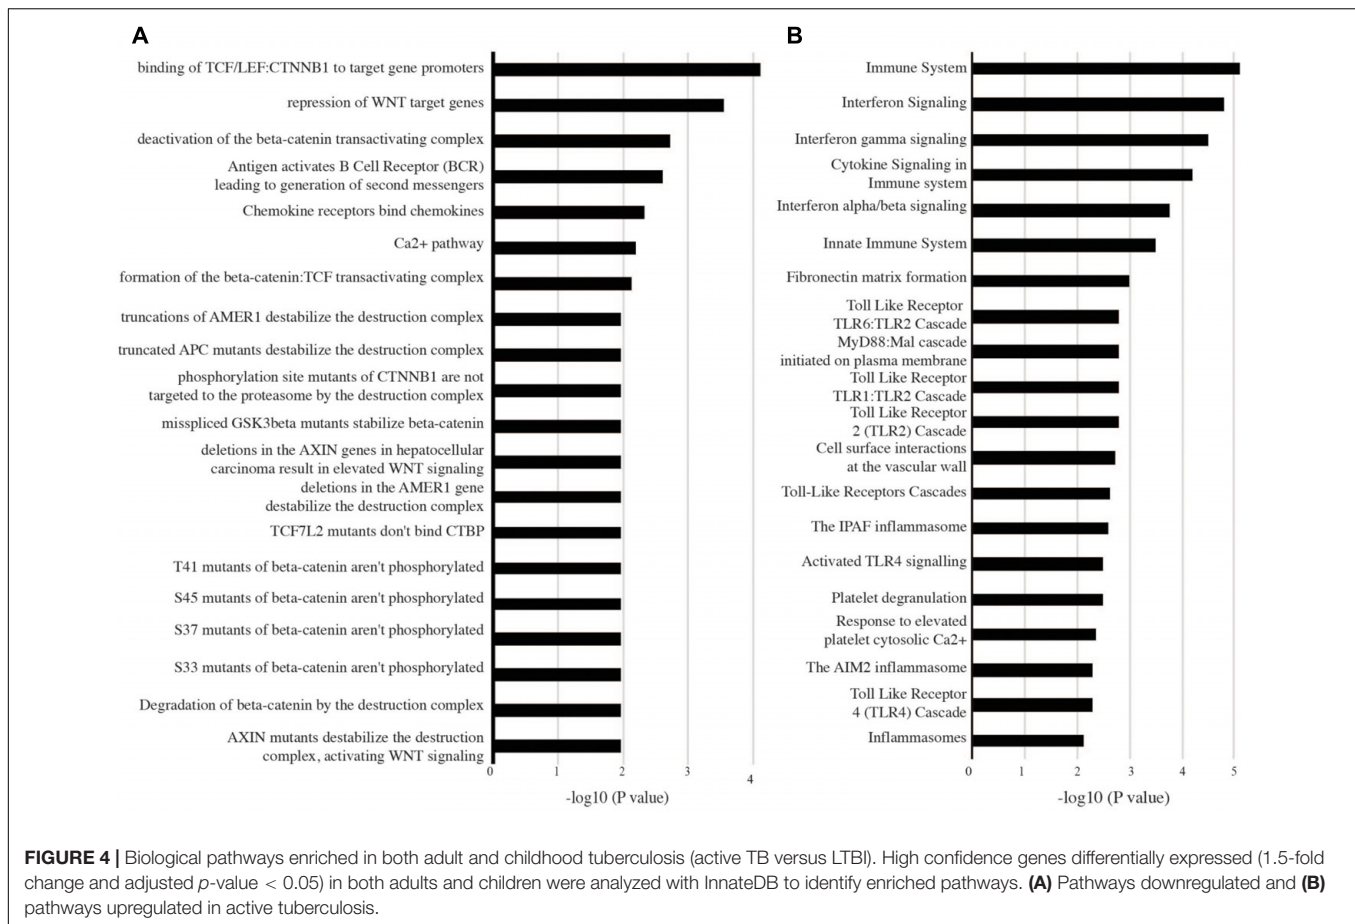 A
binding of TCF/LEF:CTNNB1 to target gene promoters
repression of WNT target genes
deactivation of the beta-catenin transactivating complex
Antigen activates B Cell Receptor (BCR)
leading to generation of second messengers
Chemokine receptors bind chemokines
Ca2+ pathway
formation of the beta-catenin:TCF transactivating complex
truncations of AMER1 destabilize the destruction complex
truncated APC mutants destabilize the destruction complex
phosphorylation site mutants of CTNNB1 are not
targeted to the proteasome by the destruction complex
misspliced GSK3beta mutants stabilize beta-catenin
deletions in the AXIN genes in hepatocellular
carcinoma result in elevated WNT signaling
deletions in the AMER1 gene
destabilize the destruction complex
TCF7L2 mutants don't bind CTBP
T41 mutants of beta-catenin aren't phosphorylated
S45 mutants of beta-catenin aren't phosphorylated
S37 mutants of beta-catenin aren't phosphorylated
S33 mutants of beta-catenin aren't phosphorylated
Degradation of beta-catenin by the destruction complex
AXIN mutants destabilize the destruction
complex, activating WNT signaling
0 1 2 3 4
-log10 (P value)
B
Immune System
Interferon Signaling
Interferon gamma signaling
Cytokine Signaling in
Immune system
Interferon alpha/beta signaling
Innate Immune System
Fibronectin matrix formation
Toll Like Receptor
TLR6:TLR2 Cascade
MyD88:Mal cascade
initiated on plasma membrane
Toll Like Receptor
TLR1:TLR2 Cascade
Toll Like Receptor
2 (TLR2) Cascade
Cell surface interactions
at the vascular wall
Toll-Like Receptors Cascades
The IPAF inflammasome
Activated TLR4 signalling
Platelet degranulation
Response to elevated
platelet cytosolic Ca2+
The AIM2 inflammasome
Toll Like Receptor
4 (TLR4) Cascade
Inflammasomes
0 1 2 3 4 5
-log10 (P value)
FIGURE 4 | Biological pathways enriched in both adult and childhood tuberculosis (active TB versus LTBI). High confidence genes differentially expressed (1.5-fold
change and adjusted p-value < 0.05) in both adults and children were analyzed with InnateDB to identify enriched pathways. (A) Pathways downregulated and (B)
pathways upregulated in active tuberculosis.